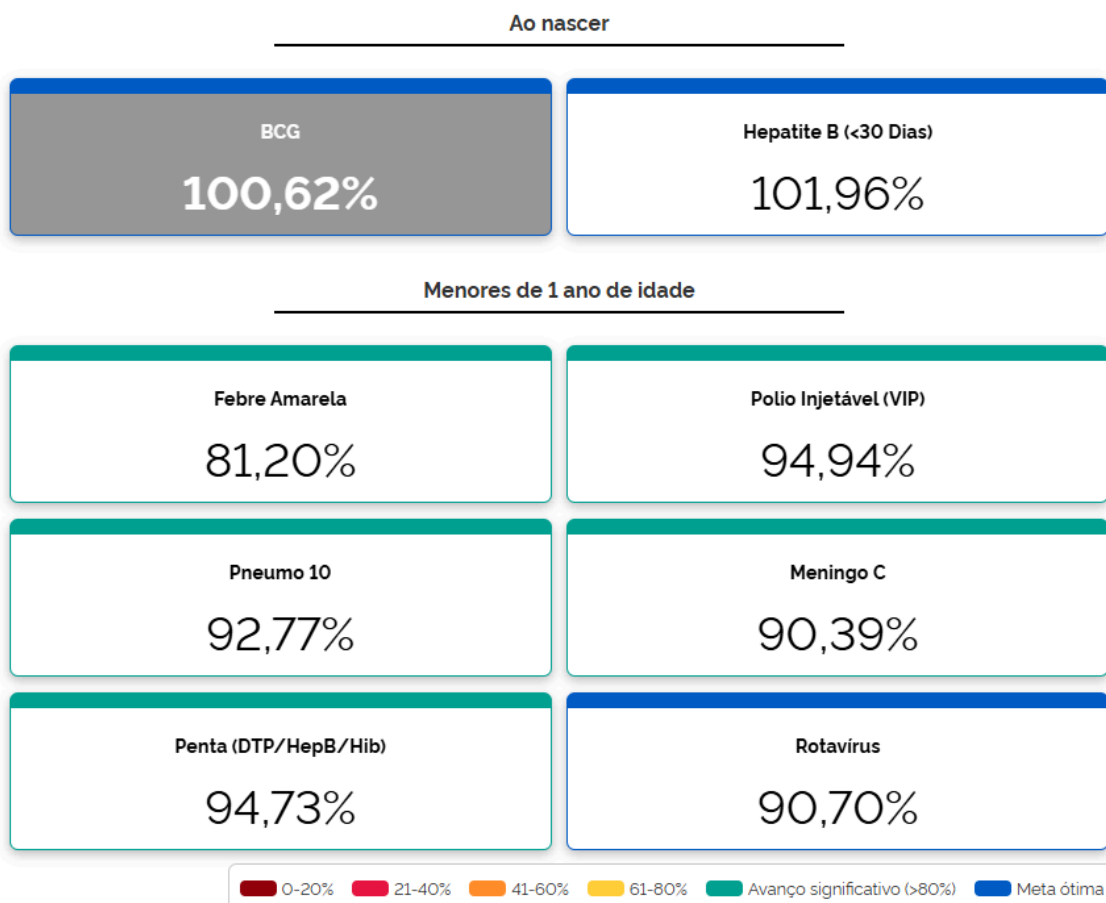 Ao nascer
BCG
100,62%
Hepatite B (<30 Dias)
101,96%
Menores de 1 ano de idade
Febre Amarela
81,20%
Polio Injetável (VIP)
94,94%
Pneumo 10
92,77%
Meningo C
90,39%
Penta (DTP/HepB/Hib)
94,73%
Rotavírus
90,70%
0-20% 21-40% 41-60% 61-80% Avanço significativo (>80%) Meta ótima